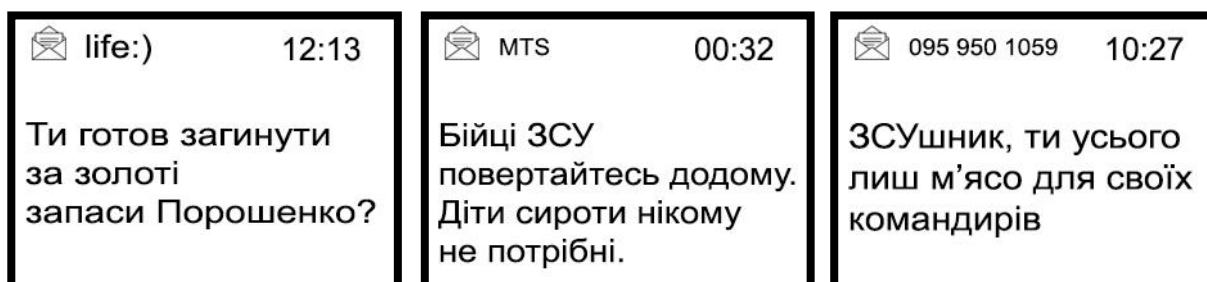 life:) 12:13
Ти готов загинути
за золоті
запаси Порошенко?
MTS 00:32
Бійці ЗСУ
повертайтесь додому.
Діти сироти нікому
не потрібні.
095 950 1059 10:27
ЗСУшник, ти усього
лиш м’ясо для своїх
командирів